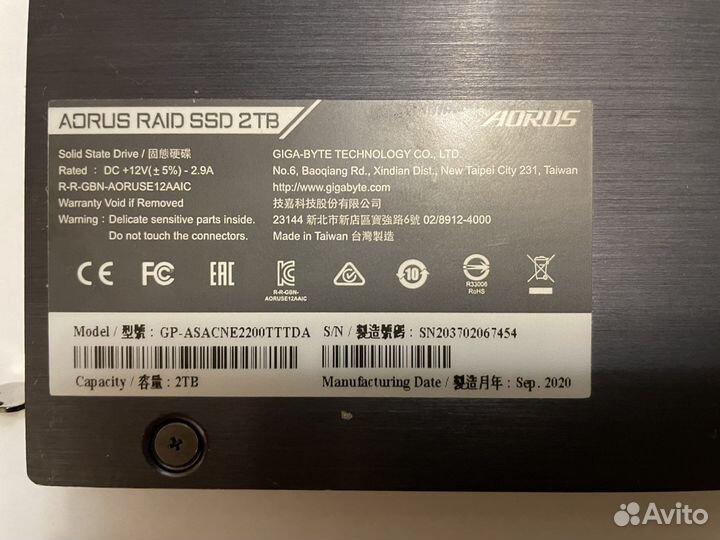 AORUS RAID SSD 2TB
AORUS
Solid State Drive / 固態硬碟
Rated : DC +12V(± 5%) - 2.9A
R-R-GBN-AORUSE12AAIC
Warranty Void if Removed
Warning : Delicate sensitive parts inside.
Do not touch the connectors.
GIGA-BYTE TECHNOLOGY CO., LTD.
No.6, Baoqiang Rd., Xindian Dist., New Taipei City 231, Taiwan
http://www.gigabyte.com
技嘉科技股份有限公司
23144 新北市新店區寶強路6號 02/8912-4000
Made in Taiwan 台灣製造
CE
FC
EAC
R-R-GBN-
AORUSE12AAIC
10
R33006
RoHS
Model / 型號 : GP-ASACNE2200TTTDA
S/N / 製造號碼 : SN203702067454
Capacity / 容量 : 2TB
Manufacturing Date / 製造月年 : Sep. 2020
Avito